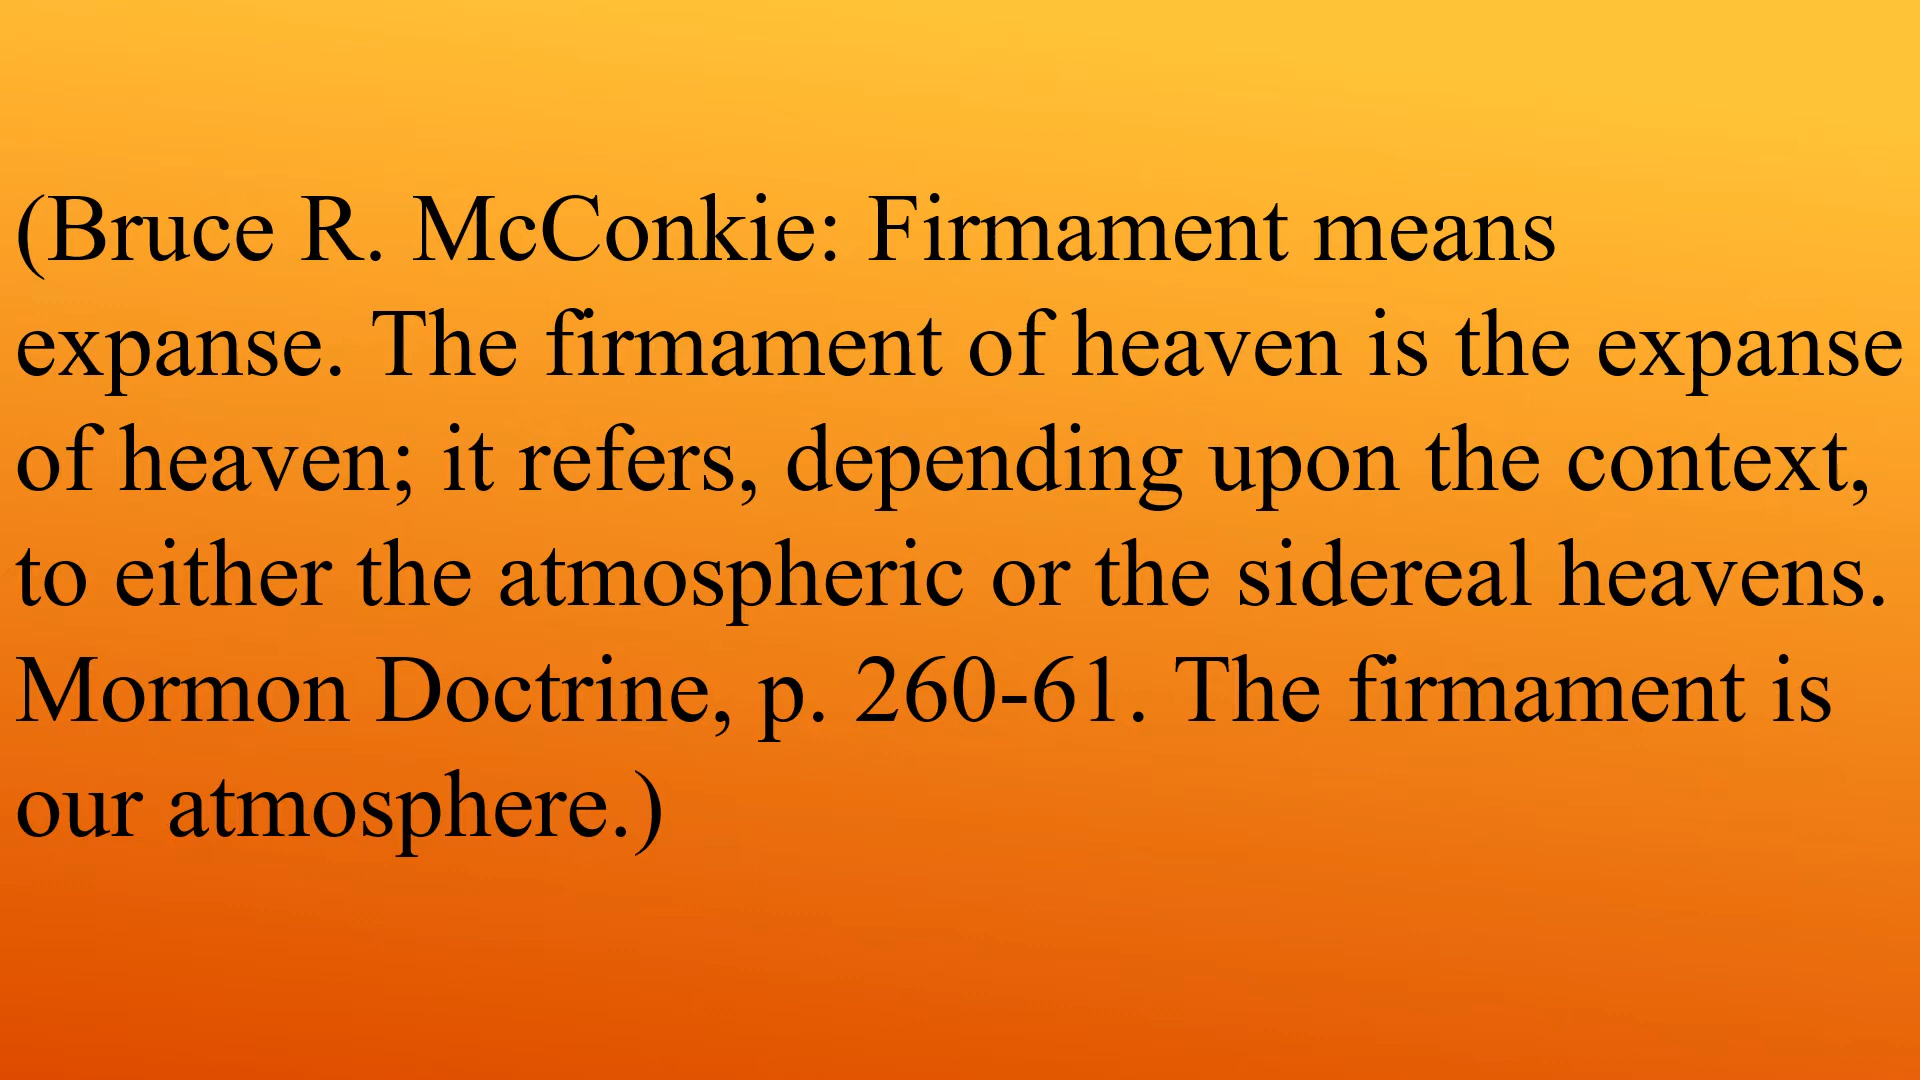 (Bruce R. McConkie: Firmament means
expanse. The firmament of heaven is the expanse
of heaven; it refers, depending upon the context,
to either the atmospheric or the sidereal heavens.
Mormon Doctrine, p. 260-61. The firmament is
our atmosphere.)